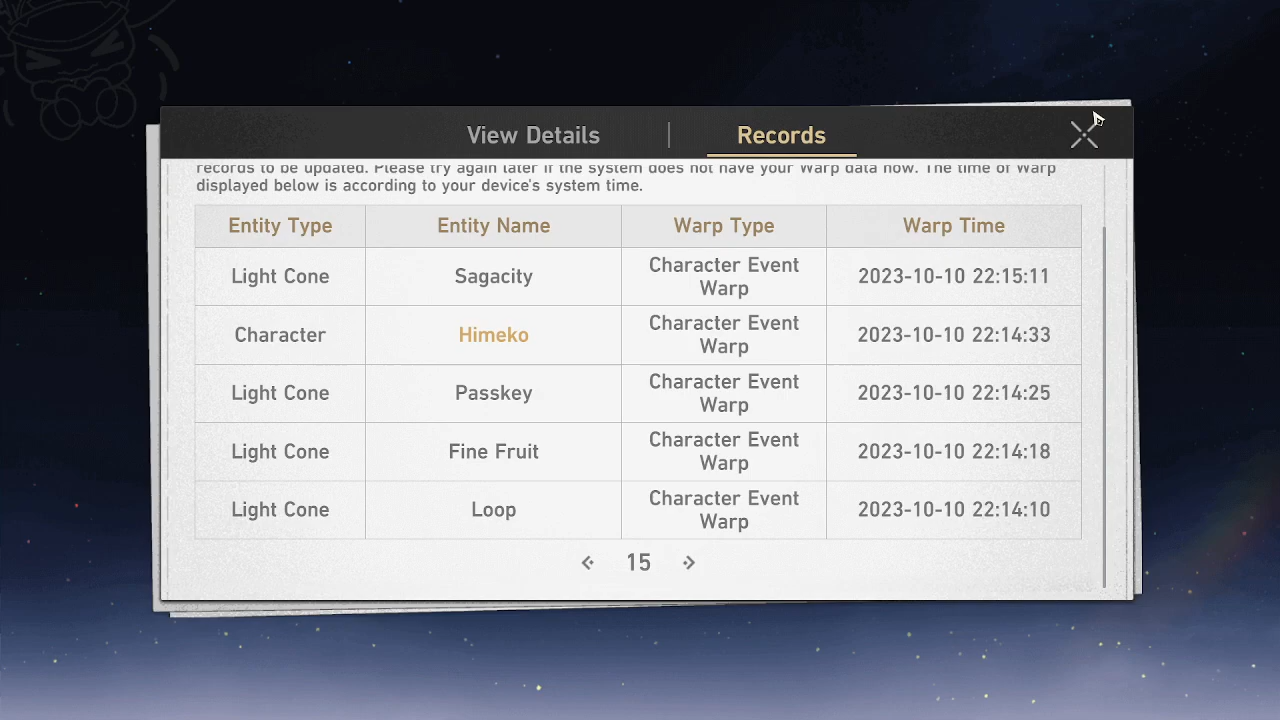 View Details
Records
records to be updated. Please try again later if the system does not have your Warp data now. The time of Warp
displayed below is according to your device's system time.
Entity Type Entity Name Warp Type Warp Time
Light Cone Sagacity Character Event Warp 2023-10-10 22:15:11
Character Himeko Character Event Warp 2023-10-10 22:14:33
Light Cone Passkey Character Event Warp 2023-10-10 22:14:25
Light Cone Fine Fruit Character Event Warp 2023-10-10 22:14:18
Light Cone Loop Character Event Warp 2023-10-10 22:14:10
15